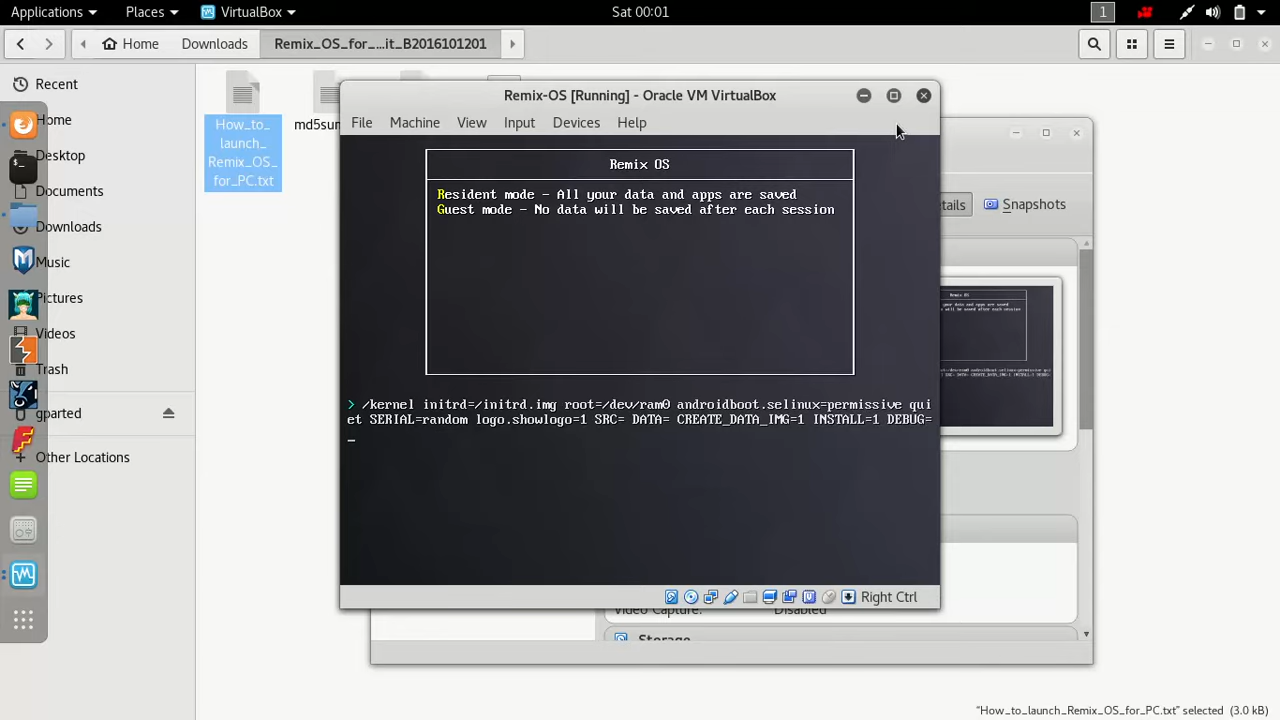 Applications
Places
VirtualBox
Sat 00:01
1
Home
Downloads
Remix_OS_for_…it_B2016101201
Recent
Home
Desktop
Documents
Downloads
Music
Pictures
Videos
Trash
gparted
Other Locations
How_to_
launch_
Remix_OS_
for_PC.txt
Remix-OS [Running] - Oracle VM VirtualBox
File Machine View Input Devices Help
Remix OS
Resident mode - All your data and apps are saved
Guest mode - No data will be saved after each session
> /kernel initrd=/initrd.img root=/dev/ram0 androidboot.selinux=permissive qui
et SERIAL=random logo.showlogo=1 SRC= DATA= CREATE_DATA_IMG=1 INSTALL=1 DEBUG=
_
Right Ctrl
Snapshots
Disabled
Storage
"How_to_launch_Remix_OS_for_PC.txt" selected (3.0 kB)